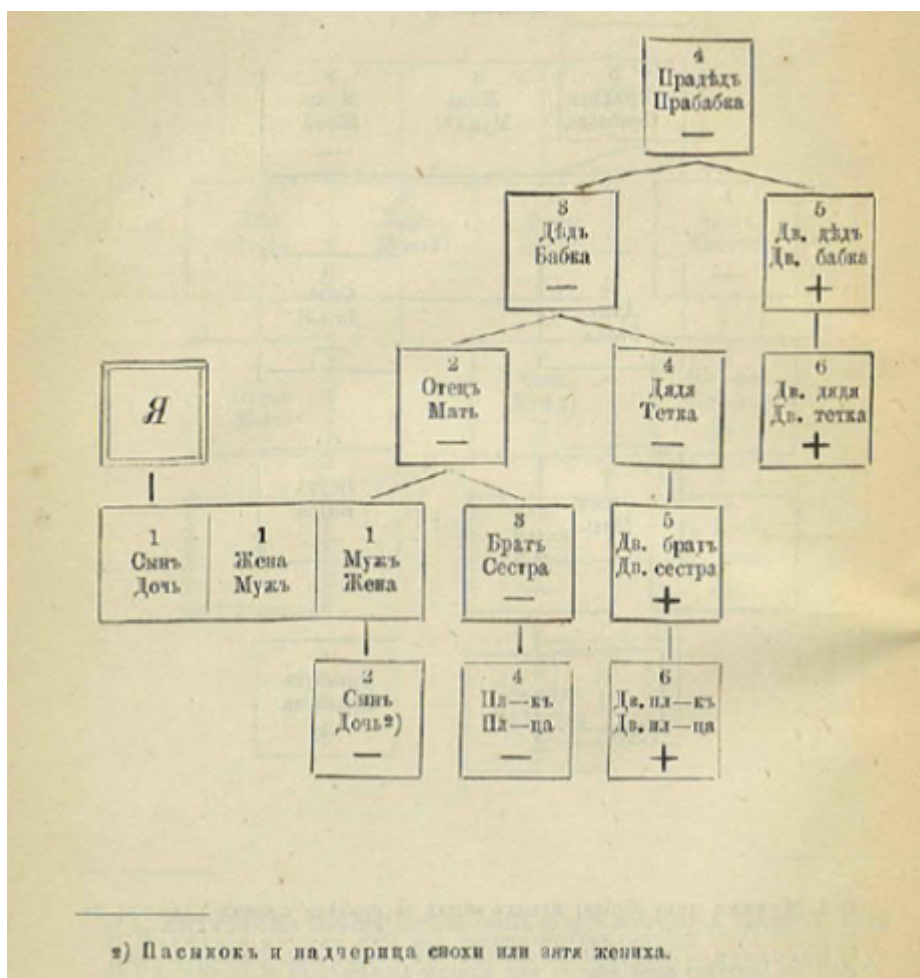 4
Прадѣдъ
Прабабка
—
3
Дѣдъ
Бабка
—
5
Дв. дѣдъ
Дв. бабка
+
Я
2
Отецъ
Мать
—
4
Дядя
Тетка
—
6
Дв. дядя
Дв. тетка
+
1
Сынъ
Дочь
1
Жена
Мужъ
1
Мужъ
Жена
3
Братъ
Сестра
—
5
Дв. братъ
Дв. сестра
+
2
Сынъ
Дочь2)
—
4
Пл—къ
Пл—ца
—
6
Дв. пл—къ
Дв. пл—ца
+
2) Пасынокъ и падчерица снохи или зятя жениха.